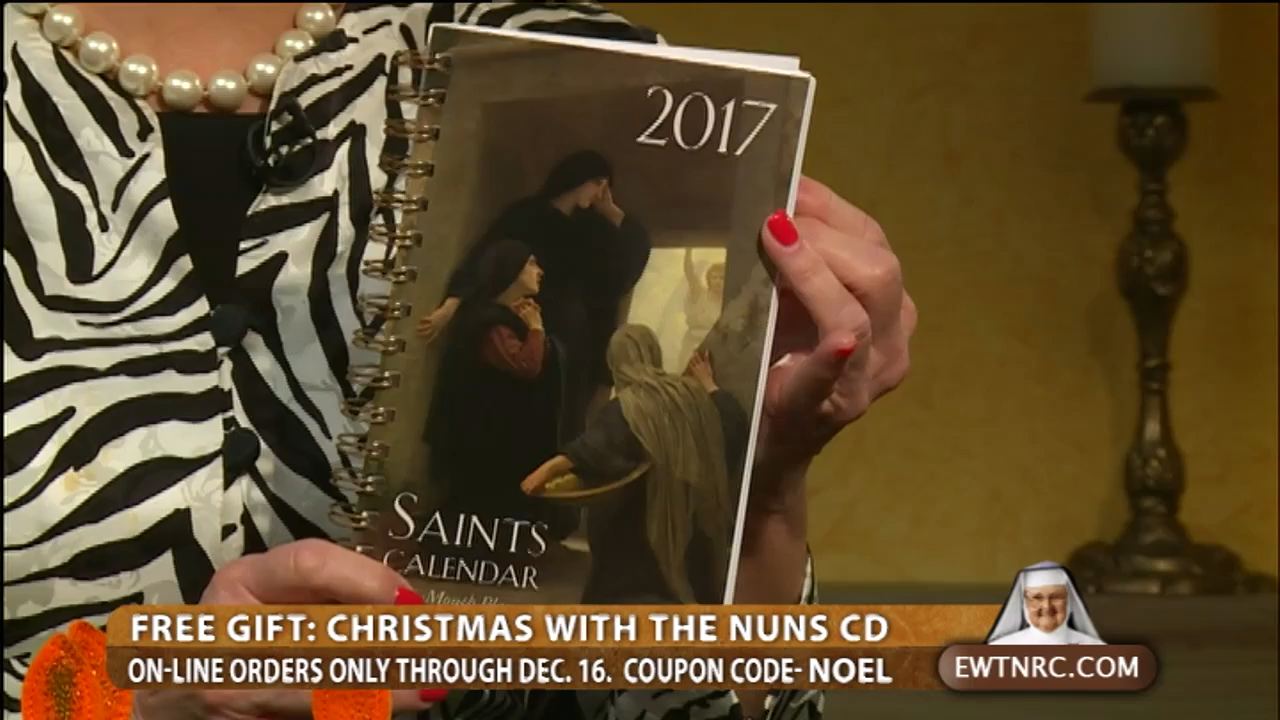 2017
SAINTS
CALENDAR
FREE GIFT: CHRISTMAS WITH THE NUNS CD
ON-LINE ORDERS ONLY THROUGH DEC. 16. COUPON CODE- NOEL
EWTNRC.COM